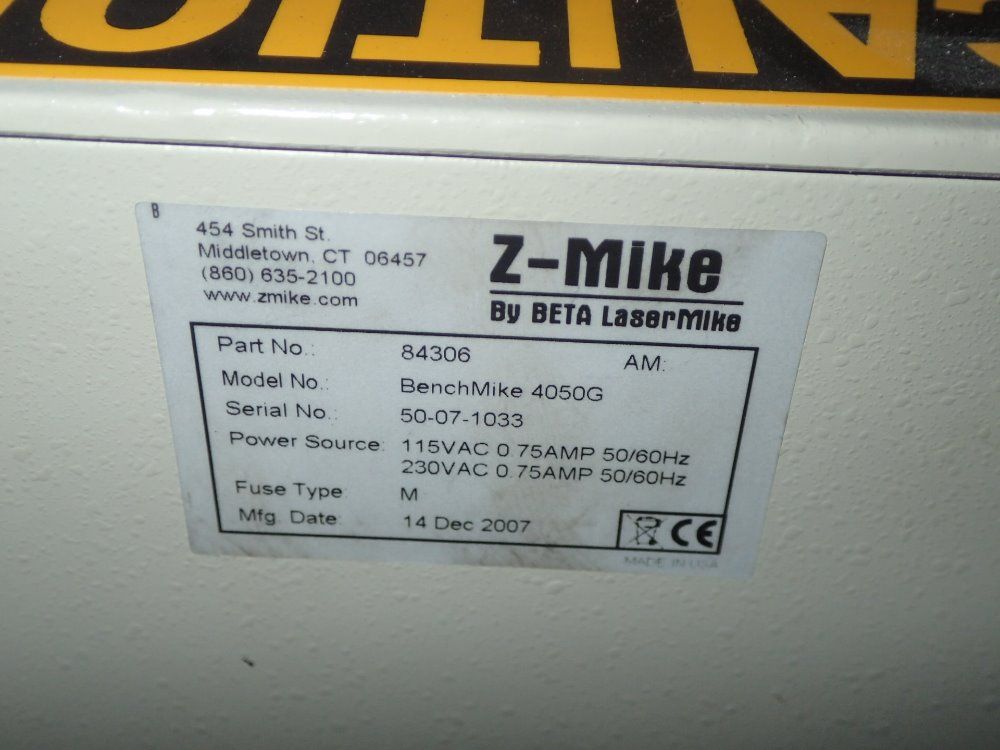 CAUTION
B
454 Smith St.
Middletown, CT 06457
(860) 635-2100
www.zmike.com
Z-Mike
By BETA LaserMike
Part No.: 84306 AM:
Model No.: BenchMike 4050G
Serial No.: 50-07-1033
Power Source: 115VAC 0.75AMP 50/60Hz
230VAC 0.75AMP 50/60Hz
Fuse Type: M
Mfg. Date: 14 Dec 2007
CE
MADE IN USA